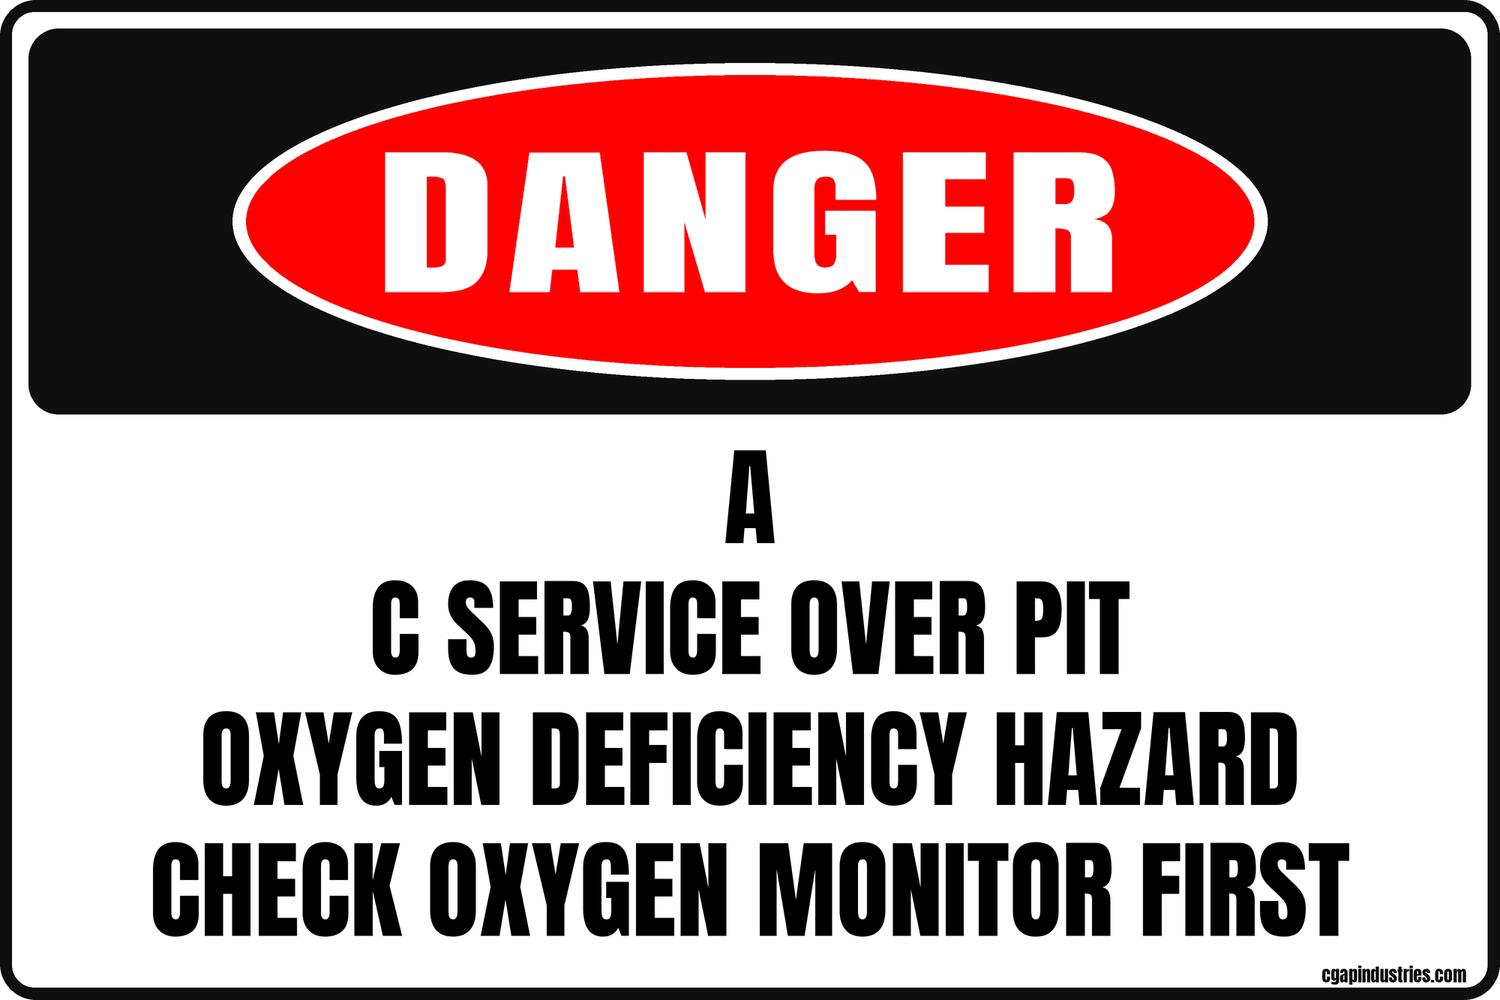 DANGER
A
C SERVICE OVER PIT
OXYGEN DEFICIENCY HAZARD
CHECK OXYGEN MONITOR FIRST
cgapindustries.com